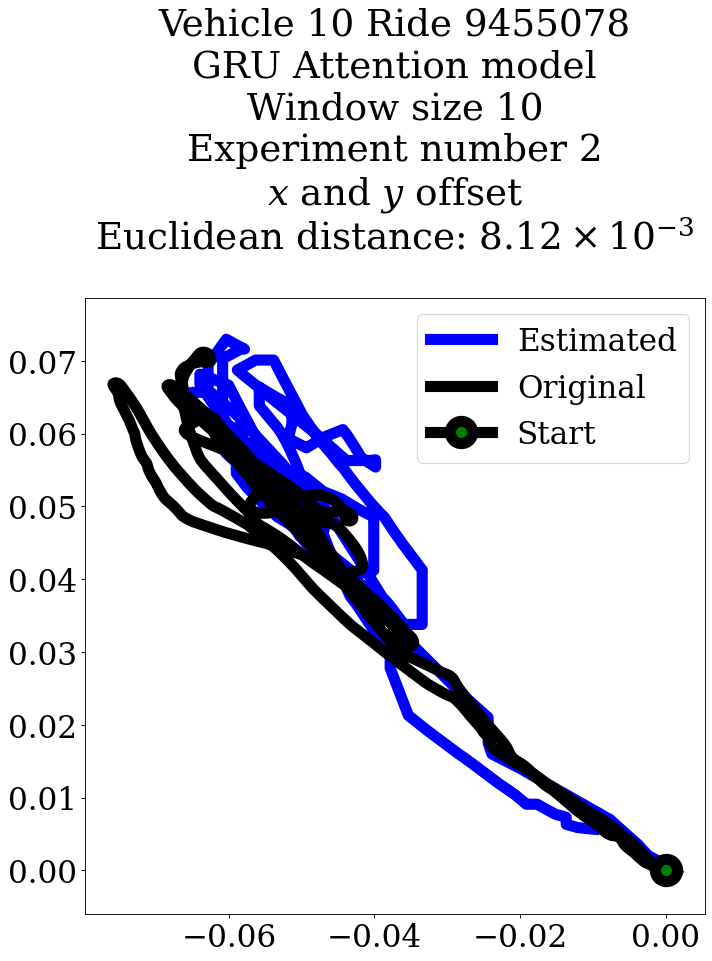 Vehicle 10 Ride 9455078
GRU Attention model
Window size 10
Experiment number 2
x and y offset
Euclidean distance: 8.12 × 10⁻³
Estimated
Original
Start
0.07
0.06
0.05
0.04
0.03
0.02
0.01
0.00
−0.06 −0.04 −0.02 0.00